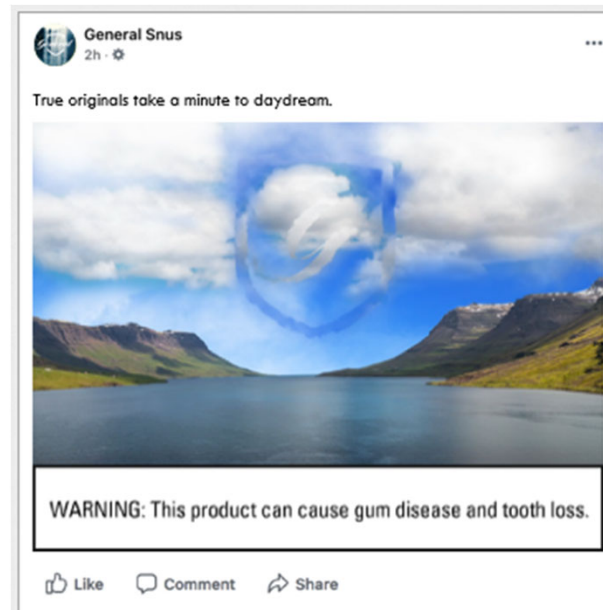 General Snus
2h ·
True originals take a minute to daydream.
WARNING: This product can cause gum disease and tooth loss.
Like Comment Share